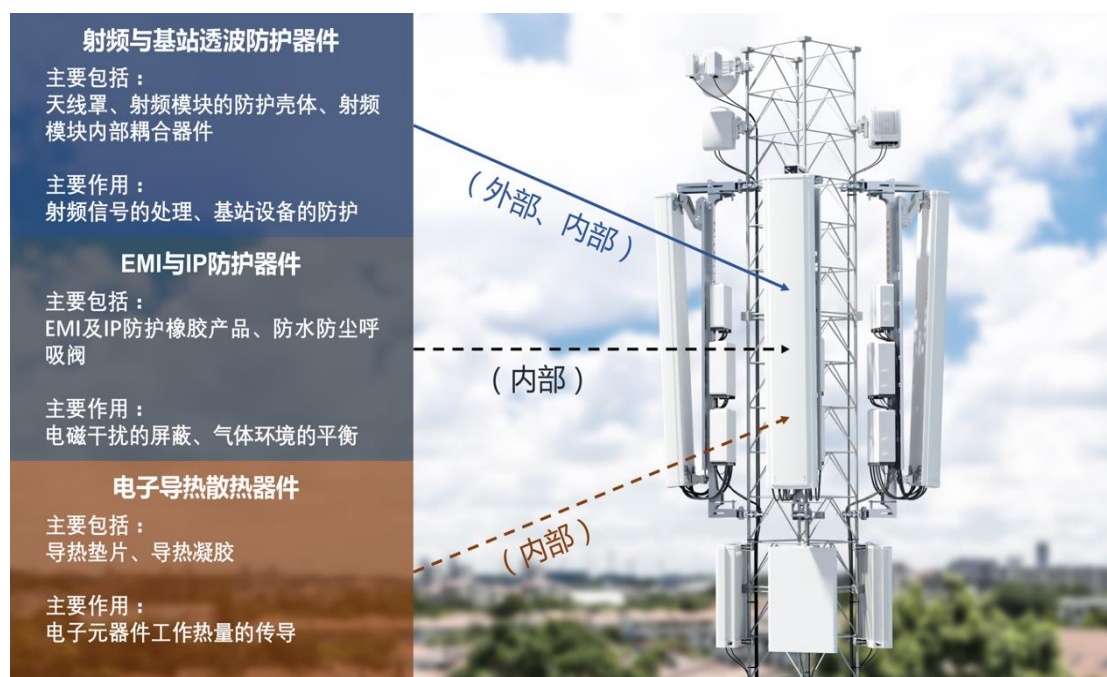 射频与基站透波防护器件
主要包括：
天线罩、射频模块的防护壳体、射频
模块内部耦合器件
主要作用：
射频信号的处理、基站设备的防护
（外部、内部）
EMI与IP防护器件
主要包括：
EMI及IP防护橡胶产品、防水防尘呼
吸阀
主要作用：
电磁干扰的屏蔽、气体环境的平衡
（内部）
电子导热散热器件
主要包括：
导热垫片、导热凝胶
主要作用：
电子元器件工作热量的传导
（内部）